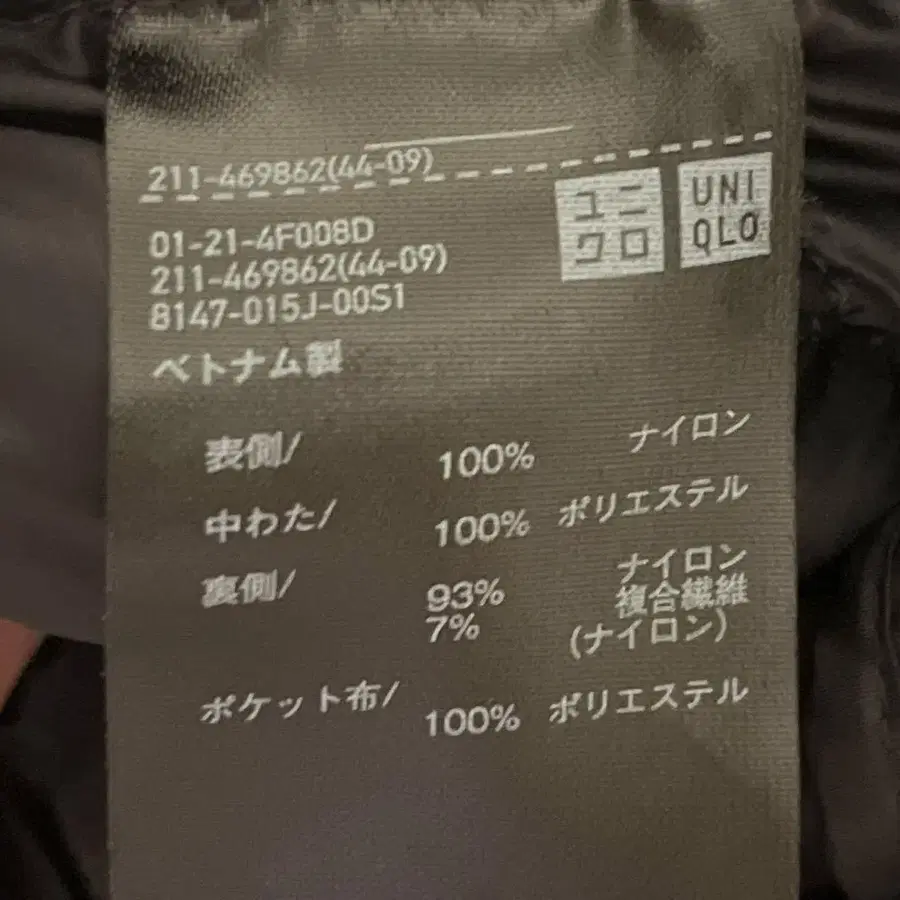 211-469862(44-09)
ユニ
クロ
UNI
QLO
01-21-4F008D
211-469862(44-09)
8147-015J-00S1
ベトナム製
表側/ 100% ナイロン
中わた/ 100% ポリエステル
裏側/ 93% ナイロン
7% 複合繊維
(ナイロン)
ポケット布/ 100% ポリエステル